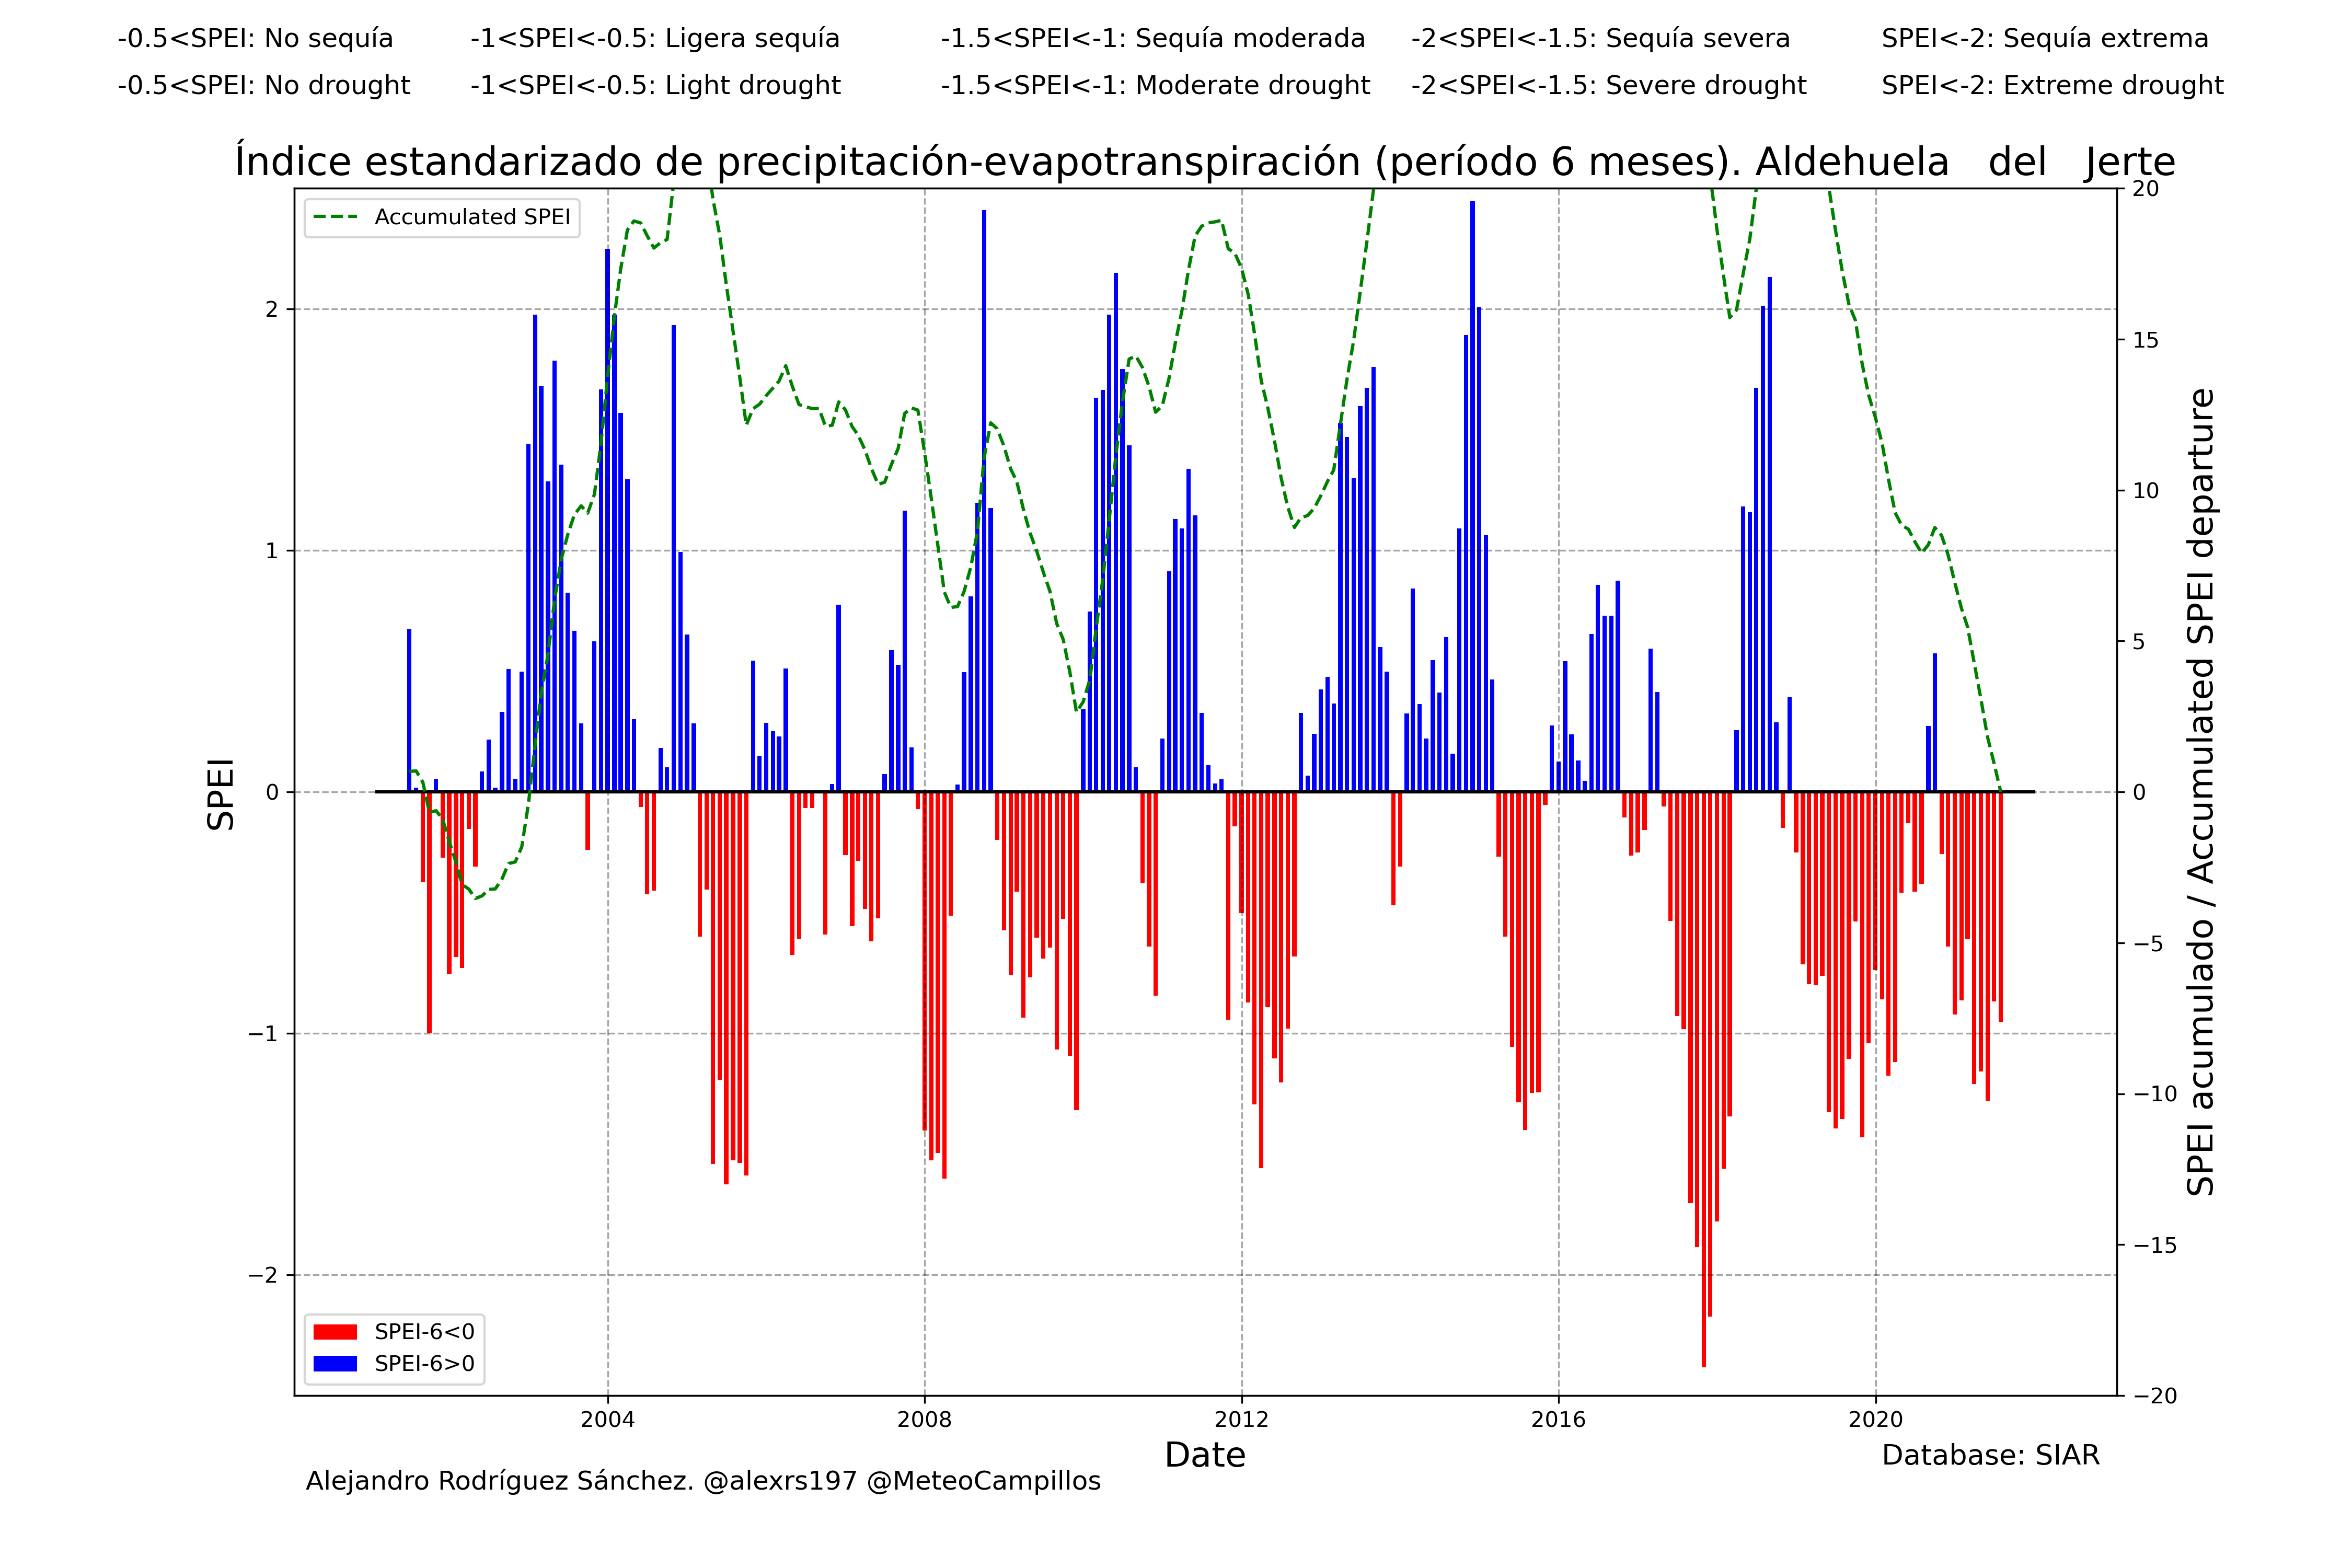 -0.5<SPEI: No sequía -1<SPEI<-0.5: Ligera sequía -1.5<SPEI<-1: Sequía moderada -2<SPEI<-1.5: Sequía severa SPEI<-2: Sequía extrema
-0.5<SPEI: No drought -1<SPEI<-0.5: Light drought -1.5<SPEI<-1: Moderate drought -2<SPEI<-1.5: Severe drought SPEI<-2: Extreme drought
Índice estandarizado de precipitación-evapotranspiración (período 6 meses). Aldehuela del Jerte
Accumulated SPEI
SPEI
2
1
0
−1
−2
20
15
10
5
0
−5
−10
−15
−20
SPEI acumulado / Accumulated SPEI departure
SPEI-6<0
SPEI-6>0
2004 2008 2012 2016 2020
Date
Database: SIAR
Alejandro Rodríguez Sánchez. @alexrs197 @MeteoCampillos